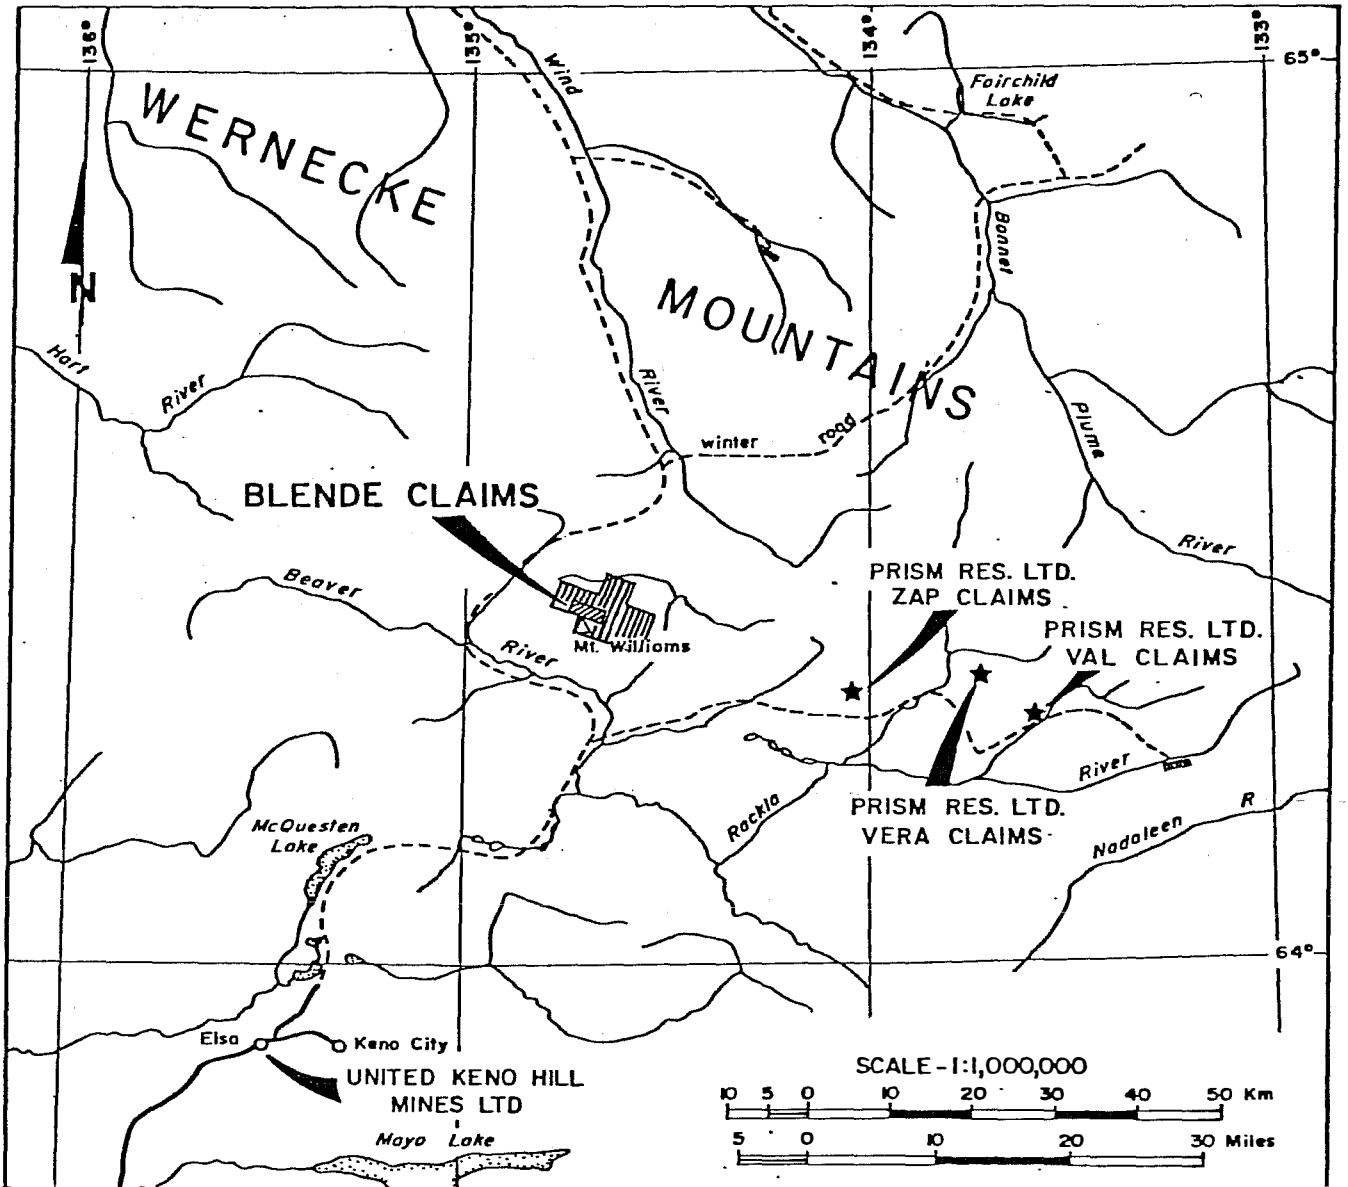 136°
135°
134°
133°
65°
Wind
Fairchild
Lake
WERNECKE
Bonnet
N
MOUNTAINS
Hart
River
River
Plume
winter
road
BLENDE CLAIMS
River
PRISM RES. LTD.
ZAP CLAIMS
Beaver
PRISM RES. LTD.
VAL CLAIMS
River
Mt. Williams
River
PRISM RES. LTD.
VERA CLAIMS
Rackla
R
Nadaleen
McQuesten
Lake
64°
Elsa
Keno City
UNITED KENO HILL
MINES LTD
SCALE-1:1,000,000
10 5 0 10 20 30 40 50 Km
5 0 10 20 30 Miles
Mayo Lake